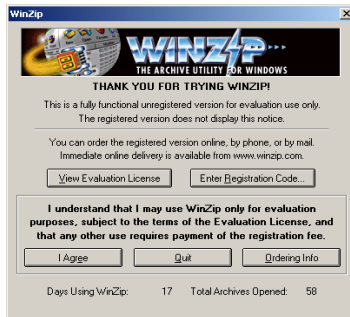 WinZip
WINZIP
THE ARCHIVE UTILITY FOR WINDOWS
THANK YOU FOR TRYING WINZIP!
This is a fully functional unregistered version for evaluation use only.
The registered version does not display this notice.
You can order the registered version online, by phone, or by mail.
Immediate online delivery is available from www.winzip.com.
View Evaluation License
Enter Registration Code...
I understand that I may use WinZip only for evaluation
purposes, subject to the terms of the Evaluation License, and
that any other use requires payment of the registration fee.
I Agree
Quit
Ordering Info
Days Using WinZip: 17 Total Archives Opened: 58